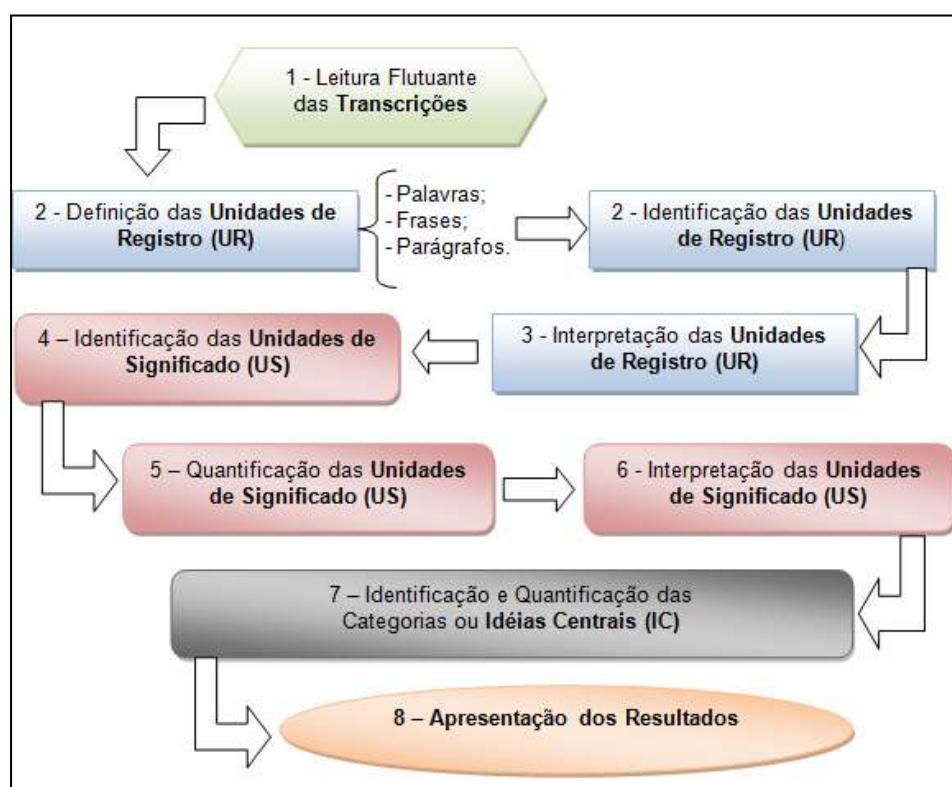 1 - Leitura Flutuante
das Transcrições
2 - Definição das Unidades de
Registro (UR)
- Palavras;
- Frases;
- Parágrafos.
2 - Identificação das Unidades
de Registro (UR)
3 - Interpretação das Unidades
de Registro (UR)
4 – Identificação das Unidades de
Significado (US)
5 – Quantificação das Unidades
de Significado (US)
6 - Interpretação das Unidades
de Significado (US)
7 – Identificação e Quantificação das
Categorias ou Idéias Centrais (IC)
8 – Apresentação dos Resultados